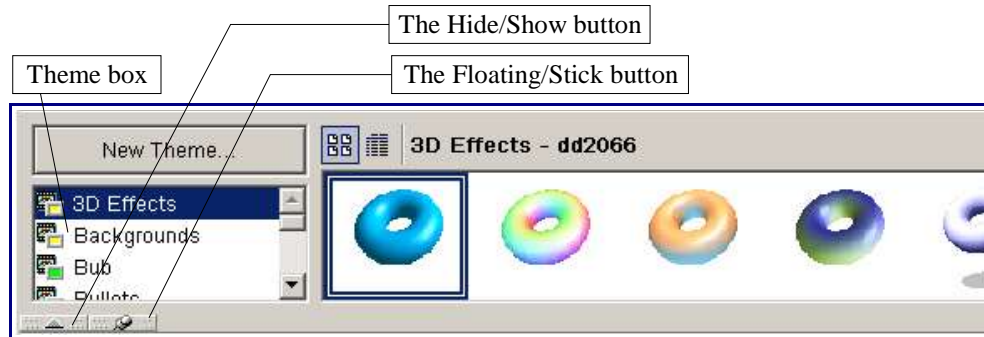 The Hide/Show button
Theme box
The Floating/Stick button
New Theme...
3D Effects - dd2066
3D Effects
Backgrounds
Bub
Bullets